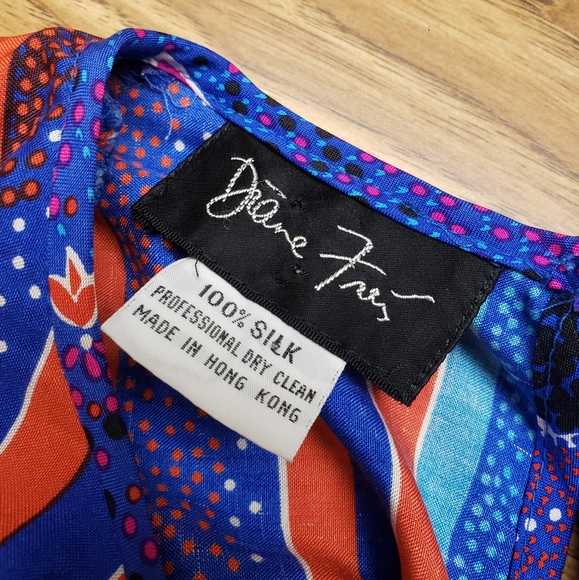 Diane Freis
100% SILK
PROFESSIONAL DRY CLEAN
MADE IN HONG KONG